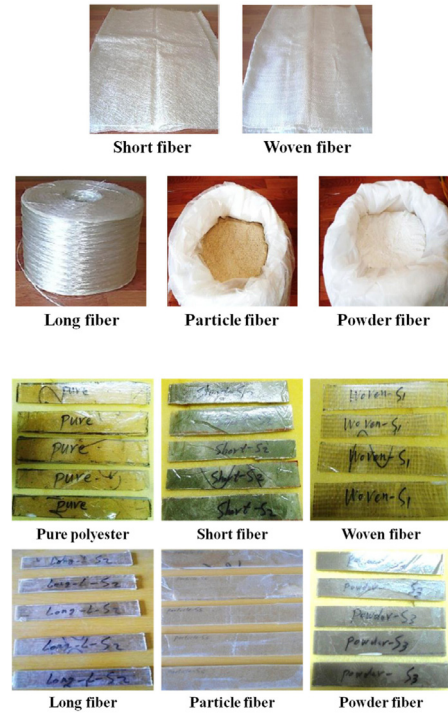 Short fiber
Woven fiber
Long fiber
Particle fiber
Powder fiber
pure
pure
pure
pure
pure
Short-S2
Short-S2
Short-S2
Woven-S1
Woven-S1
Woven-S1
Woven-S1
Pure polyester
Short fiber
Woven fiber
Long-L-S2
Long-L-S2
Long-L-S2
Long-L-S2
Long-L-S2
Powder-S3
Powder-S3
Powder-S3
Long fiber
Particle fiber
Powder fiber